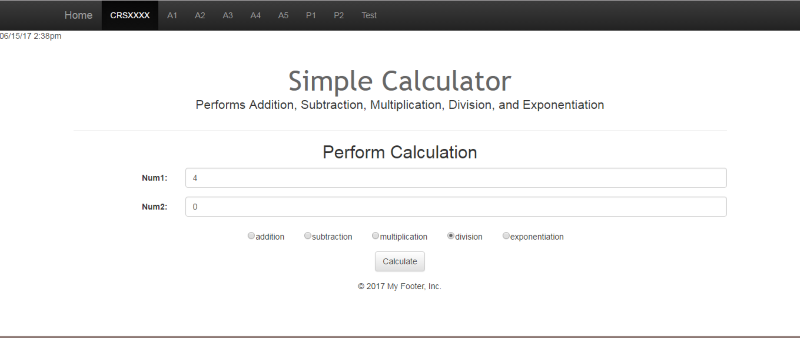 Home CRSXXXX A1 A2 A3 A4 A5 P1 P2 Test
06/15/17 2:38pm
Simple Calculator
Performs Addition, Subtraction, Multiplication, Division, and Exponentiation
Perform Calculation
Num1: 4
Num2: 0
addition subtraction multiplication division exponentiation
Calculate
© 2017 My Footer, Inc.